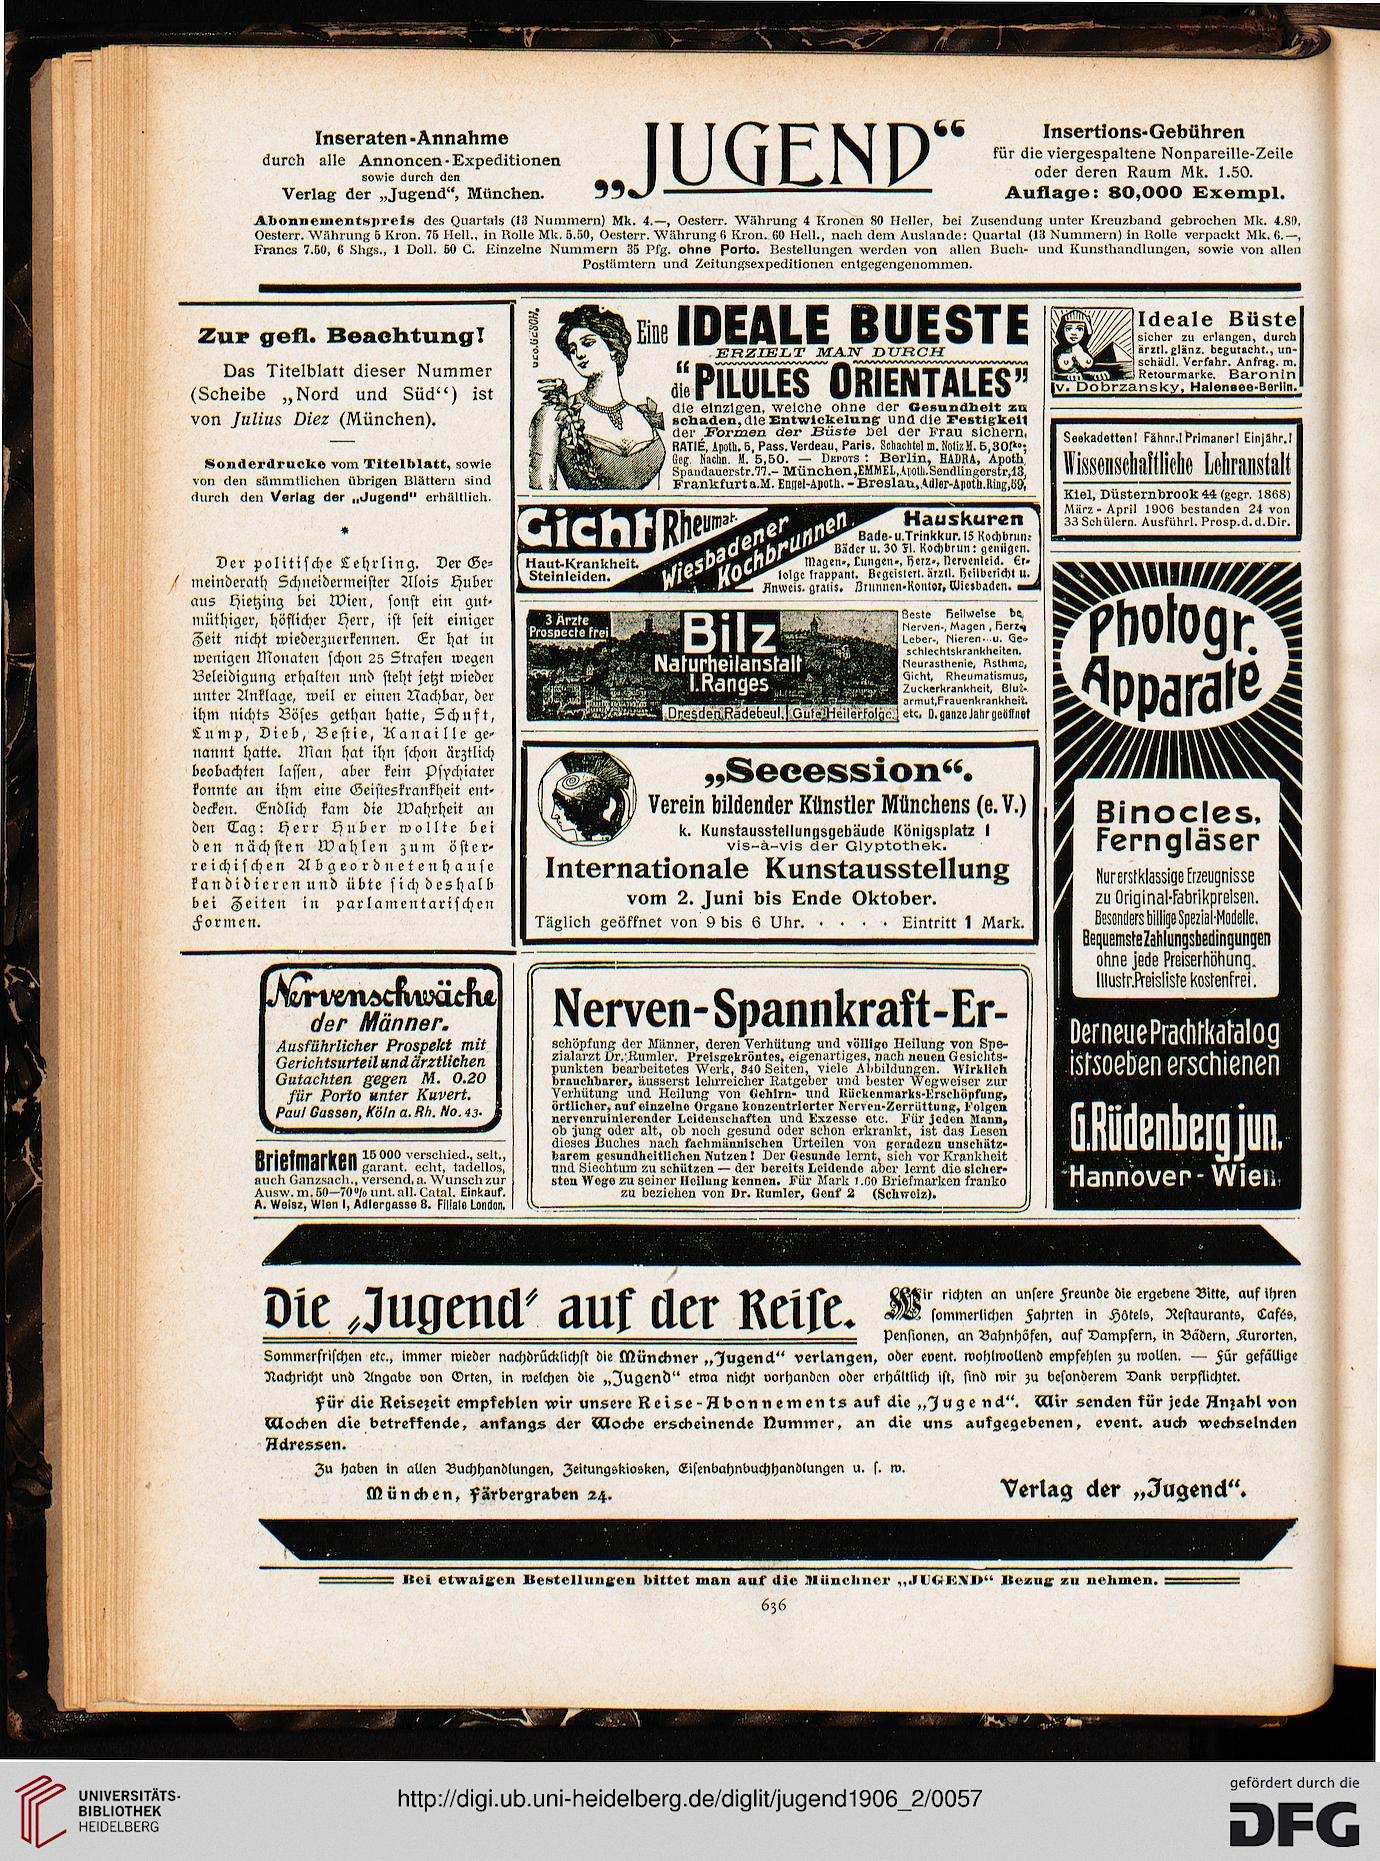 Inseraten-Annahme
durch alle Annoncen-Expeditionen
sowie durch den
Verlag der „Jugend“, München.
„JUGEND“
Insertions-Gebühren
für die viergespaltene Nonpareille-Zeile
oder deren Raum Mk. 1.50.
Auflage: 80,000 Exempl.
Abonnementspreis des Quartals (13 Nummern) Mk. 4.—, Oesterr. Währung 4 Kronen 80 Heller, bei Zusendung unter Kreuzband gebrochen Mk. 4.80,
Oesterr. Währung 5 Kron. 75 Hell., in Rolle Mk. 5.50, Oesterr. Währung 6 Kron. 60 Hell., nach dem Auslande: Quartal (13 Nummern) in Rolle verpackt Mk. 6.—,
Francs 7.50, 6 Shgs., 1 Doll. 50 C. Einzelne Nummern 35 Pfg. ohne Porto. Bestellungen werden von allen Buch- und Kunsthandlungen, sowie von allen
Postämtern und Zeitungsexpeditionen entgegengenommen.
Zur gefl. Beachtung!
Das Titelblatt dieser Nummer
(Scheibe „Nord und Süd“) ist
von Julius Diez (München).
Sonderdrucke vom Titelblatt, sowie
von den sämmtlichen übrigen Blättern sind
durch den Verlag der „Jugend“ erhältlich.
*
Der politische Lehrling. Der Ge-
meinderath Schneidermeister Alois Huber
aus Hietzing bei Wien, sonst ein gut-
müthiger, höflicher Herr, ist seit einiger
Zeit nicht wiederzuerkennen. Er hat in
wenigen Monaten schon 25 Strafen wegen
Beleidigung erhalten und steht jetzt wieder
unter Anklage, weil er einen Nachbar, der
ihm nichts Böses gethan hatte, Schuft,
Lump, Dieb, Bestie, Kanaille ge-
nannt hatte. Man hat ihn schon ärztlich
beobachten lassen, aber kein Psychiater
konnte an ihm eine Geisteskrankheit ent-
decken. Endlich kam die Wahrheit an
den Tag: Herr Huber wollte bei
den nächsten Wahlen zum öster-
reichischen Abgeordnetenhause
kandidieren und übte sich deshalb
bei Zeiten in parlamentarischen
Formen.
Eine IDEALE BUESTE
ERZIELT MAN DURCH
die “PILULES ORIENTALES”
die einzigen, welche ohne der Gesundheit zu
schaden, die Entwickelung und die Festigkeit
der Formen der Büste bei der Frau sichern,
RATIÉ, Apoth. 5, Pass. Verdeau, Paris. Schachtel m. Notiz M. 5,30 fko;
Geg. Nachn. M. 5,50. — DEPOTS: Berlin, HADRA, Apoth.
Spandauerstr. 77.- München, EMMEL, Apoth. Sendlingerstr. 13,
Frankfurt a. M. Engel-Apoth. - Breslau, Adler-Apoth. Ring, 59,
Gicht Rheumat.
Haut-Krankheit.
Steinleiden.
Wiesbadener
Kochbrunnen
Hauskuren
Bade- u. Trinkkur. 15 Kochbrun:
Bäder u. 30 Fl. Kochbrun: genügen.
Magen-, Lungen-, Herz-, Nervenleid. Er-
folge frappant. Begeistert. ärztl. Heilbericht u.
Anweis. gratis. Brunnen-Kontor, Wiesbaden.
3 Ärzte
Prospecte frei
Bilz
Naturheilanstalt
I. Ranges
Dresden-Radebeul. Gute Heilerfolge.
Beste Heilweise be.
Nerven-, Magen, Herz-,
Leber-, Nieren- u. Ge-
schlechtskrankheiten.
Neurasthenie, Asthma,
Gicht, Rheumatismus,
Zuckerkrankheit, Blut-
armut, Frauenkrankheit.
etc. D. ganze Jahr geöffnet
„Secession“.
Verein bildender Künstler Münchens (e. V.)
k. Kunstausstellungsgebäude Königsplatz 1
vis-à-vis der Glyptothek.
Internationale Kunstausstellung
vom 2. Juni bis Ende Oktober.
Täglich geöffnet von 9 bis 6 Uhr. · · · · Eintritt 1 Mark.
Ideale Büste
sicher zu erlangen, durch
ärztl. glänz. begutacht., un-
schädl. Verfahr. Anfrag. m.
Retourmarke. Baronin
v. Dobrzansky, Halensee-Berlin.
Seekadetten! Fähnr.! Primaner! Einjähr.!
Wissenschaftliche Lehranstalt
Kiel, Düsternbrook 44 (gegr. 1868)
März - April 1906 bestanden 24 von
33 Schülern. Ausführl. Prosp. d. d. Dir.
Photogr.
Apparate
Binocles,
Ferngläser
Nur erstklassige Erzeugnisse
zu Original-Fabrikpreisen.
Besonders billige Spezial-Modelle.
Bequemste Zahlungsbedingungen
ohne jede Preiserhöhung.
Illustr. Preisliste kostenfrei.
Der neue Prachtkatalog
ist soeben erschienen
G. Rüdenberg jun.
Hannover - Wien.
Nervenschwäche
der Männer.
Ausführlicher Prospekt mit
Gerichtsurteil und ärztlichen
Gutachten gegen M. 0.20
für Porto unter Kuvert.
Paul Gassen, Köln a. Rh. No. 43.
Briefmarken 15 000 verschied., selt.,
garant. echt, tadellos,
auch Ganzsach., versend. a. Wunsch zur
Ausw. m. 50—70% unt. all. Catal. Einkauf.
A. Weisz, Wien I, Adlergasse 8. Filiale London.
Nerven-Spannkraft-Er-
schöpfung der Männer, deren Verhütung und völlige Heilung von Spe-
zialarzt Dr. Rumler. Preisgekröntes, eigenartiges, nach neuen Gesichts-
punkten bearbeitetes Werk, 340 Seiten, viele Abbildungen. Wirklich
brauchbarer, äusserst lehrreicher Ratgeber und bester Wegweiser zur
Verhütung und Heilung von Gehirn- und Rückenmarks-Erschöpfung,
örtlicher, auf einzelne Organe konzentrierter Nerven-Zerrüttung, Folgen
nervenruinierender Leidenschaften und Exzesse etc. Für jeden Mann,
ob jung oder alt, ob noch gesund oder schon erkrankt, ist das Lesen
dieses Buches nach fachmännischen Urteilen von geradezu unschätz-
barem gesundheitlichen Nutzen! Der Gesunde lernt, sich vor Krankheit
und Siechtum zu schützen — der bereits Leidende aber lernt die sicher-
sten Wege zu seiner Heilung kennen. Für Mark 1.60 Briefmarken franko
zu beziehen von Dr. Rumler, Genf 2 (Schweiz).
Die „Jugend“ auf der Reise.
Wir richten an unsere Freunde die ergebene Bitte, auf ihren
sommerlichen Fahrten in Hôtels, Restaurants, Cafés,
Pensionen, an Bahnhöfen, auf Dampfern, in Bädern, Kurorten,
Sommerfrischen etc., immer wieder nachdrücklichst die Münchner „Jugend“ verlangen, oder event. wohlwollend empfehlen zu wollen. — Für gefällige
Nachricht und Angabe von Orten, in welchen die „Jugend“ etwa nicht vorhanden oder erhältlich ist, sind wir zu besonderem Dank verpflichtet.
Für die Reisezeit empfehlen wir unsere Reise-Abonnements auf die „Jugend“. Wir senden für jede Anzahl von
Wochen die betreffende, anfangs der Woche erscheinende Nummer, an die uns aufgegebenen, event. auch wechselnden
Adressen.
Zu haben in allen Buchhandlungen, Zeitungskiosken, Eisenbahnbuchhandlungen u. s. w.
München, Färbergraben 24.
Verlag der „Jugend“.
Bei etwaigen Bestellungen bittet man auf die Münchner „JUGEND“ Bezug zu nehmen.
636
UNIVERSITÄTS-
BIBLIOTHEK
HEIDELBERG
http://digi.ub.uni-heidelberg.de/diglit/jugend1906_2/0057
gefördert durch die
DFG